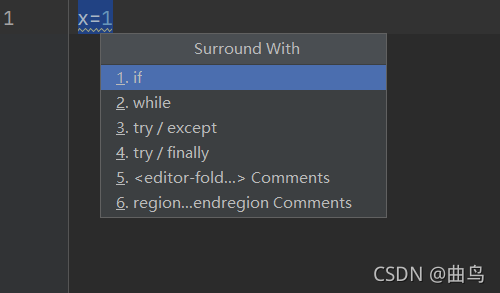 1 x=1
Surround With
1. if
2. while
3. try / except
4. try / finally
5. <editor-fold...> Comments
6. region...endregion Comments
CSDN @曲鸟